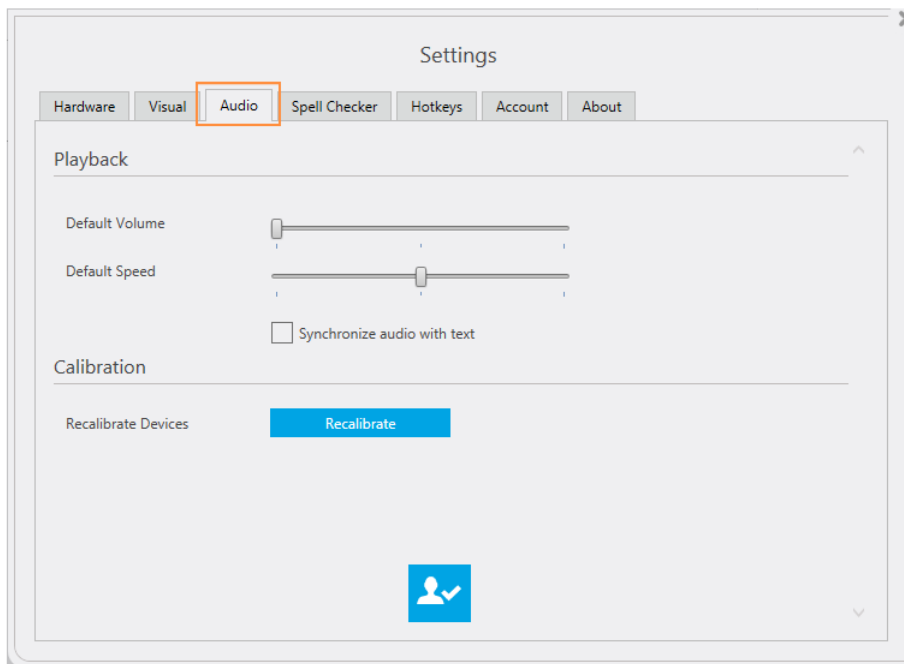 Settings
Hardware Visual Audio Spell Checker Hotkeys Account About
Playback
Default Volume
Default Speed
Synchronize audio with text
Calibration
Recalibrate Devices Recalibrate